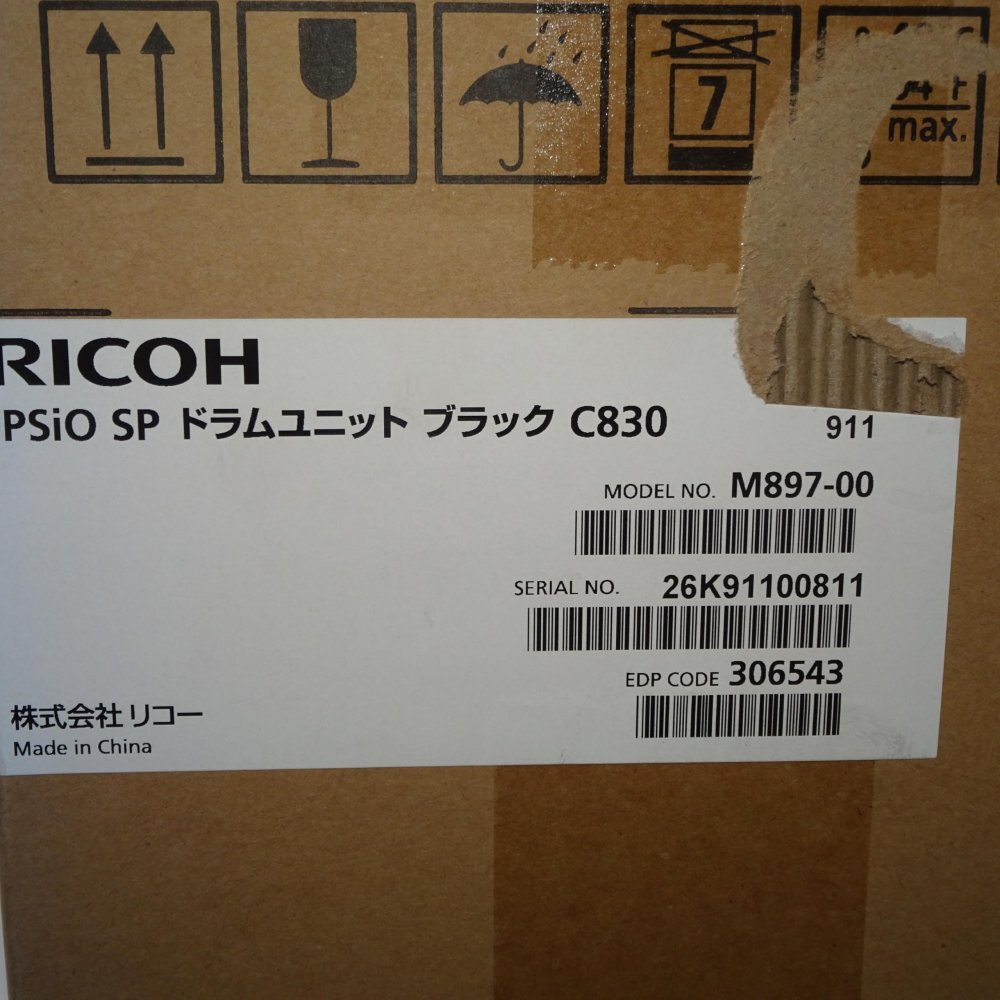 7
max.
RICOH
IPSiO SP ドラムユニット ブラック C830
911
MODEL NO. M897-00
SERIAL NO. 26K91100811
EDP CODE 306543
株式会社 リコー
Made in China